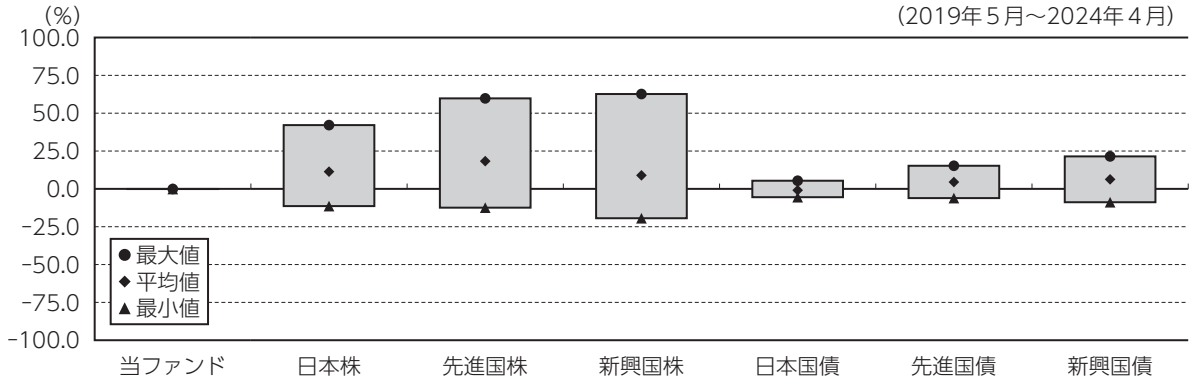 (%)
(2019年5月～2024年4月)
100.0
75.0
50.0
25.0
0.0
-25.0
-50.0
-75.0
-100.0
●最大値
◆平均値
▲最小値
当ファンド 日本株 先進国株 新興国株 日本国債 先進国債 新興国債